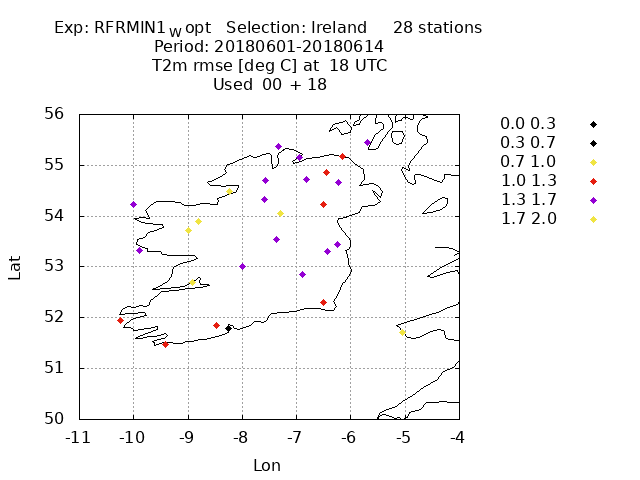 Exp: RFRMIN1_W opt Selection: Ireland 28 stations
Period: 20180601-20180614
T2m rmse [deg C] at 18 UTC
Used 00 + 18
56
55
54
53
52
51
50
-11 -10 -9 -8 -7 -6 -5 -4
Lat
Lon
0.0 0.3
0.3 0.7
0.7 1.0
1.0 1.3
1.3 1.7
1.7 2.0